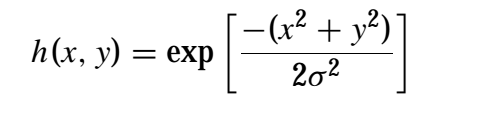 h(x, y) = exp [ −(x² + y²) / 2σ² ]